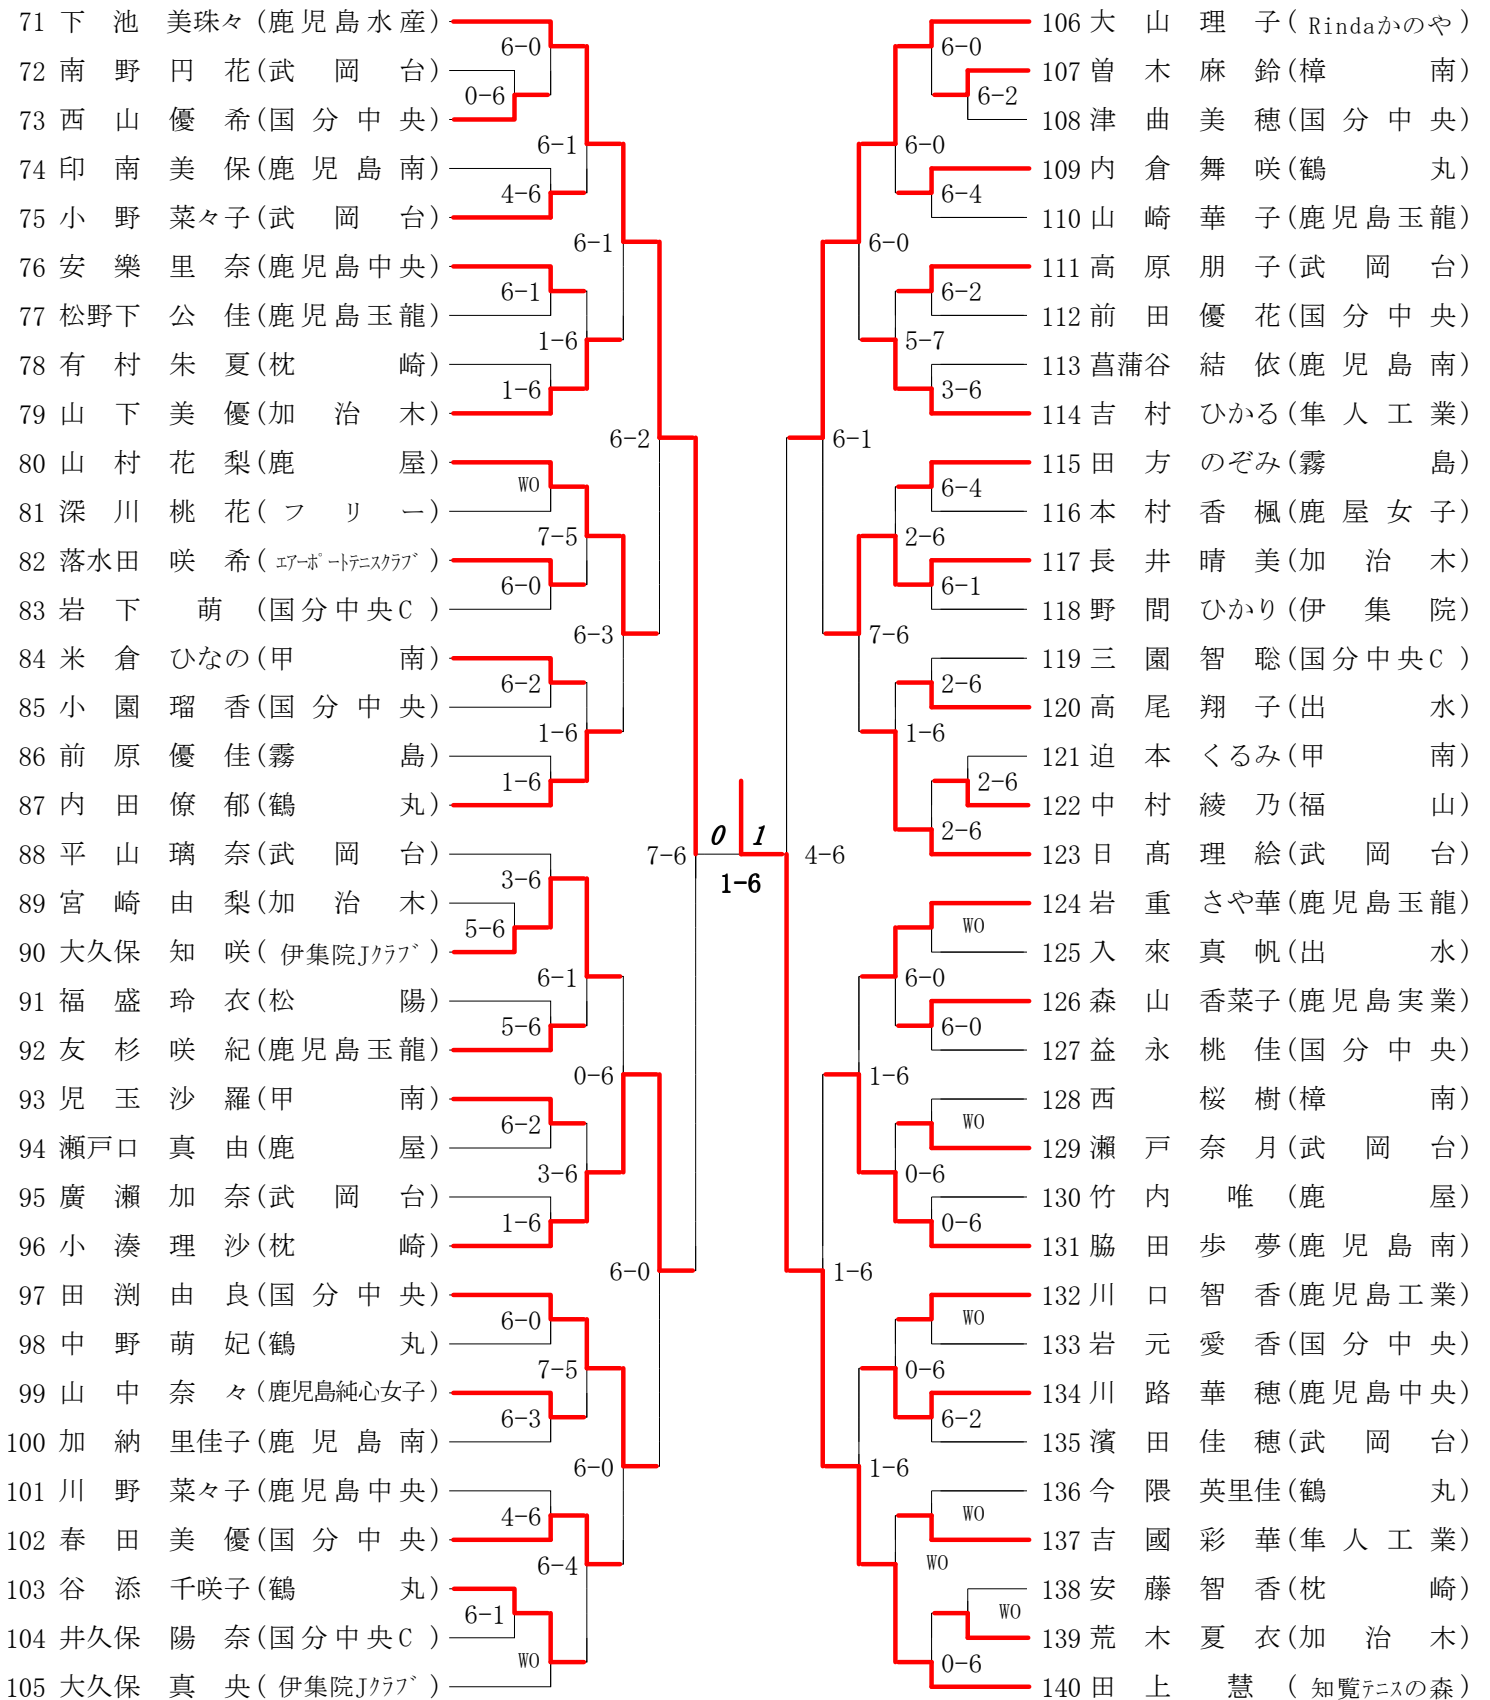 71 下 池 美珠々 (鹿児島水産)
6-0
72 南 野 円 花 (武 岡 台)
0-6
73 西 山 優 希 (国 分 中 央)
6-1
74 印 南 美 保 (鹿 児 島 南)
4-6
75 小 野 菜々子 (武 岡 台)
6-1
76 安 樂 里 奈 (鹿児島中央)
6-1
77 松野下 公 佳 (鹿児島玉龍)
1-6
78 有 村 朱 夏 (枕 崎)
1-6
79 山 下 美 優 (加 治 木)
6-2
80 山 村 花 梨 (鹿 屋)
WO
81 深 川 桃 花 ( フ リ ー )
7-5
82 落水田 咲 希 ( エアーポートテニスクラブ )
6-0
83 岩 下 萌 (国分中央C )
6-3
84 米 倉 ひなの (甲 南)
6-2
85 小 園 瑠 香 (国 分 中 央)
1-6
86 前 原 優 佳 (霧 島)
1-6
87 内 田 僚 郁 (鶴 丸)
7-6
88 平 山 璃 奈 (武 岡 台)
3-6
89 宮 崎 由 梨 (加 治 木)
5-6
90 大久保 知 咲 ( 伊集院Jクラブ )
6-1
91 福 盛 玲 衣 (松 陽)
5-6
92 友 杉 咲 紀 (鹿児島玉龍)
0-6
93 児 玉 沙 羅 (甲 南)
6-2
94 瀬戸口 真 由 (鹿 屋)
3-6
95 廣 瀬 加 奈 (武 岡 台)
1-6
96 小 湊 理 沙 (枕 崎)
6-0
97 田 渕 由 良 (国 分 中 央)
6-0
98 中 野 萌 妃 (鶴 丸)
7-5
99 山 中 奈 々 (鹿児島純心女子)
6-3
100 加 納 里佳子 (鹿 児 島 南)
6-0
101 川 野 菜々子 (鹿児島中央)
4-6
102 春 田 美 優 (国 分 中 央)
6-4
103 谷 添 千咲子 (鶴 丸)
6-1
104 井久保 陽 奈 (国分中央C )
WO
105 大久保 真 央 ( 伊集院Jクラブ )
0 1
1-6
106 大 山 理 子 ( Rindaかのや )
6-0
107 曽 木 麻 鈴 (樟 南)
6-2
108 津 曲 美 穂 (国 分 中 央)
6-0
109 内 倉 舞 咲 (鶴 丸)
6-4
110 山 崎 華 子 (鹿児島玉龍)
6-0
111 高 原 朋 子 (武 岡 台)
6-2
112 前 田 優 花 (国 分 中 央)
5-7
113 菖蒲谷 結 依 (鹿 児 島 南)
3-6
114 吉 村 ひかる (隼 人 工 業)
6-1
115 田 方 のぞみ (霧 島)
6-4
116 本 村 香 楓 (鹿 屋 女 子)
2-6
117 長 井 晴 美 (加 治 木)
6-1
118 野 間 ひかり (伊 集 院)
7-6
119 三 園 智 聡 (国分中央C )
2-6
120 高 尾 翔 子 (出 水)
1-6
121 迫 本 くるみ (甲 南)
2-6
122 中 村 綾 乃 (福 山)
2-6
123 日 髙 理 絵 (武 岡 台)
4-6
124 岩 重 さや華 (鹿児島玉龍)
WO
125 入 來 真 帆 (出 水)
6-0
126 森 山 香菜子 (鹿児島実業)
6-0
127 益 永 桃 佳 (国 分 中 央)
1-6
128 西 桜 樹 (樟 南)
WO
129 瀬 戸 奈 月 (武 岡 台)
0-6
130 竹 内 唯 (鹿 屋)
0-6
131 脇 田 歩 夢 (鹿 児 島 南)
1-6
132 川 口 智 香 (鹿児島工業)
WO
133 岩 元 愛 香 (国 分 中 央)
0-6
134 川 路 華 穂 (鹿児島中央)
6-2
135 濱 田 佳 穂 (武 岡 台)
1-6
136 今 隈 英里佳 (鶴 丸)
WO
137 吉 國 彩 華 (隼 人 工 業)
WO
138 安 藤 智 香 (枕 崎)
WO
139 荒 木 夏 衣 (加 治 木)
0-6
140 田 上 慧 ( 知覧テニスの森 )